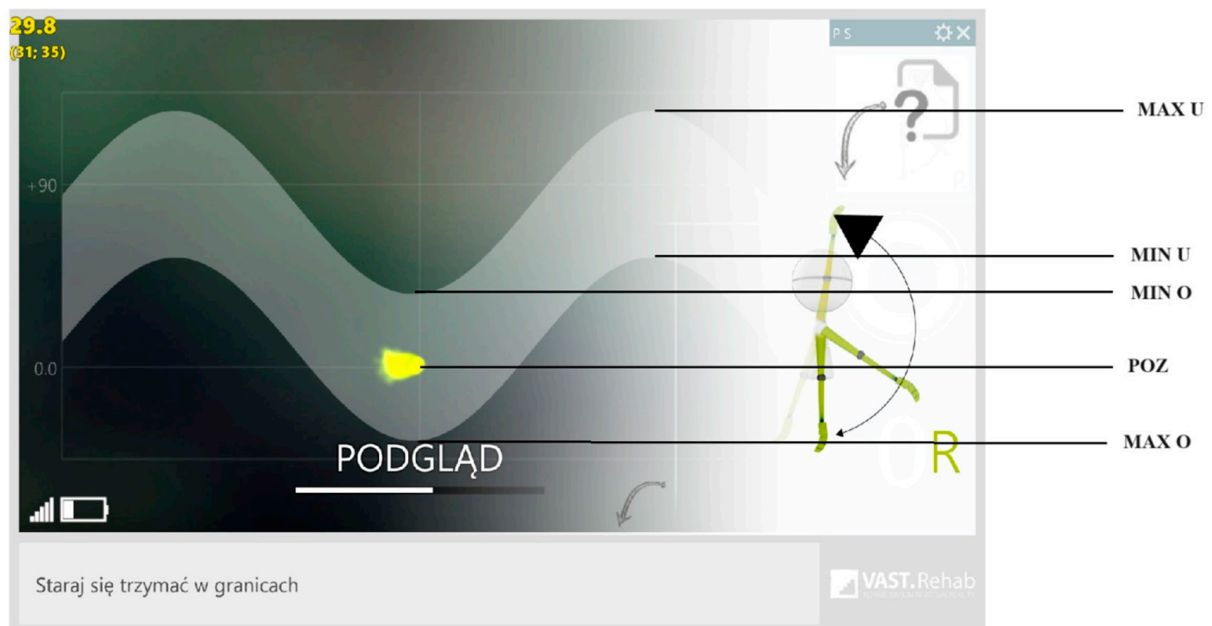 29.8
(31; 35)
P S
?
MAX U
+90
MIN U
MIN O
0.0
POZ
MAX O
R
PODGLĄD
Staraj się trzymać w granicach
VAST.Rehab